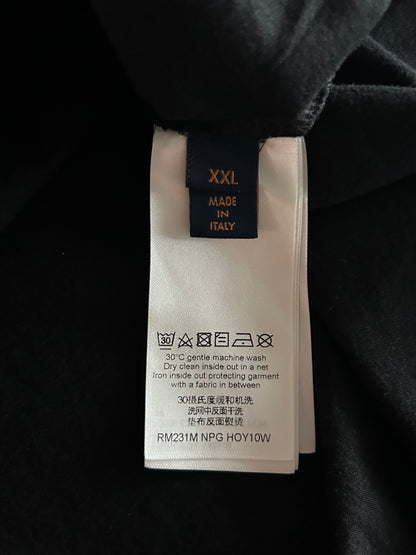 XXL
MADE
IN
ITALY
30
30°C gentle machine wash
Dry clean inside out in a net
Iron inside out protecting garment
with a fabric in between
30摄氏度缓和机洗
洗网中反面干洗
垫布反面熨烫
RM231M NPG HOY10W